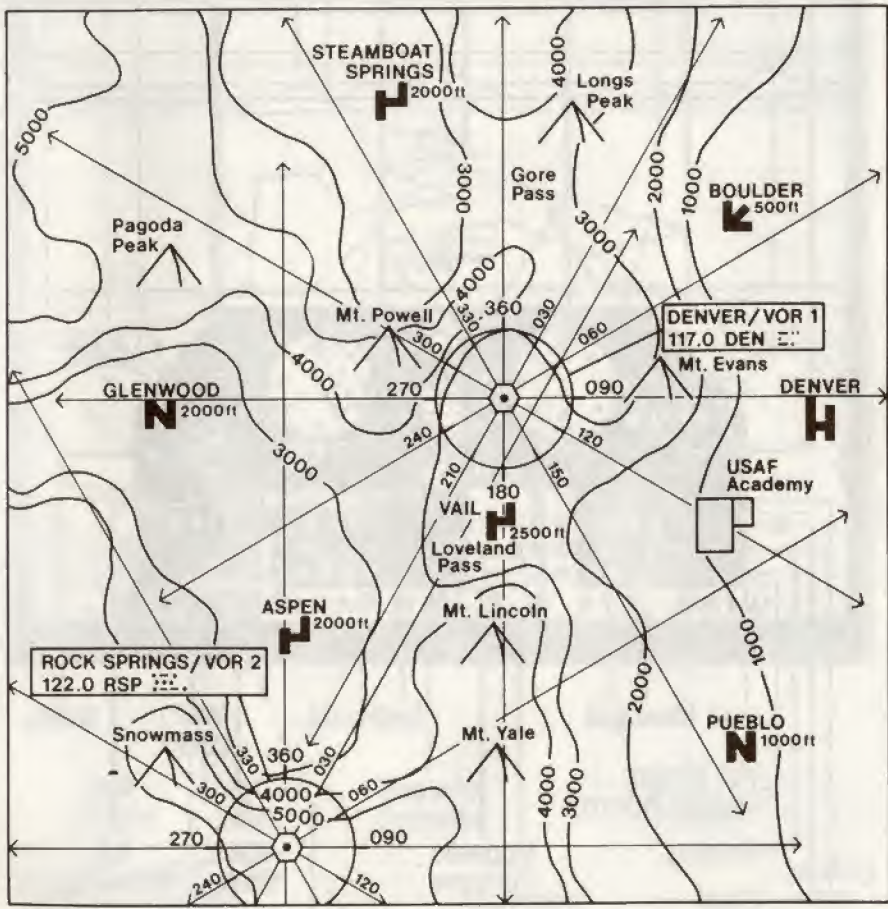 STEAMBOAT
SPRINGS
2000ft
4000
Longs
Peak
5000
3000
Gore
Pass
2000
1000
BOULDER
500ft
Pagoda
Peak
3000
Mt. Powell
4000
330
360
030
300
060
DENVER/VOR 1
117.0 DEN
Mt. Evans
4000
GLENWOOD
2000ft
270
090
DENVER
240
120
3000
210
150
USAF
Academy
180
VAIL
2500ft
Loveland
Pass
ASPEN
2000ft
Mt. Lincoln
1000
ROCK SPRINGS/VOR 2
122.0 RSP
2000
Snowmass
330
360
030
Mt. Yale
PUEBLO
1000ft
300
4000
060
5000
4000
3000
270
090
240
120